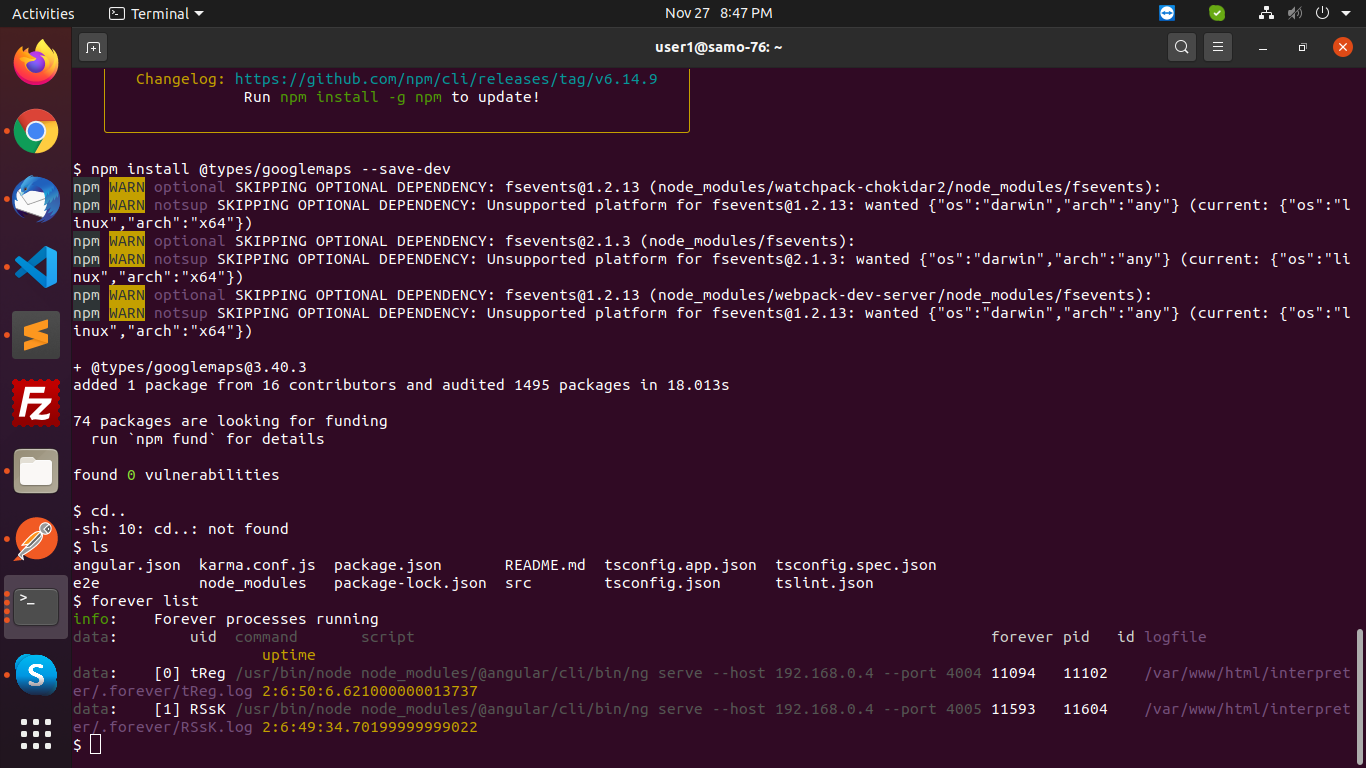 Activities Terminal Nov 27 8:47 PM
user1@samo-76: ~
Changelog: https://github.com/npm/cli/releases/tag/v6.14.9
Run npm install -g npm to update!
$ npm install @types/googlemaps --save-dev
npm WARN optional SKIPPING OPTIONAL DEPENDENCY: fsevents@1.2.13 (node_modules/watchpack-chokidar2/node_modules/fsevents):
npm WARN notsup SKIPPING OPTIONAL DEPENDENCY: Unsupported platform for fsevents@1.2.13: wanted {"os":"darwin","arch":"any"} (current: {"os":"l
inux","arch":"x64"})
npm WARN optional SKIPPING OPTIONAL DEPENDENCY: fsevents@2.1.3 (node_modules/fsevents):
npm WARN notsup SKIPPING OPTIONAL DEPENDENCY: Unsupported platform for fsevents@2.1.3: wanted {"os":"darwin","arch":"any"} (current: {"os":"li
nux","arch":"x64"})
npm WARN optional SKIPPING OPTIONAL DEPENDENCY: fsevents@1.2.13 (node_modules/webpack-dev-server/node_modules/fsevents):
npm WARN notsup SKIPPING OPTIONAL DEPENDENCY: Unsupported platform for fsevents@1.2.13: wanted {"os":"darwin","arch":"any"} (current: {"os":"l
inux","arch":"x64"})
+ @types/googlemaps@3.40.3
added 1 package from 16 contributors and audited 1495 packages in 18.013s
74 packages are looking for funding
run `npm fund` for details
found 0 vulnerabilities
$ cd..
-sh: 10: cd..: not found
$ ls
angular.json karma.conf.js package.json README.md tsconfig.app.json tsconfig.spec.json
e2e node_modules package-lock.json src tsconfig.json tslint.json
$ forever list
info: Forever processes running
data: uid command script forever pid id logfile
uptime
data: [0] tReg /usr/bin/node node_modules/@angular/cli/bin/ng serve --host 192.168.0.4 --port 4004 11094 11102 /var/www/html/interpret
er/.forever/tReg.log 2:6:50:6.621000000013737
data: [1] RSsK /usr/bin/node node_modules/@angular/cli/bin/ng serve --host 192.168.0.4 --port 4005 11593 11604 /var/www/html/interpret
er/.forever/RSsK.log 2:6:49:34.70199999999022
$